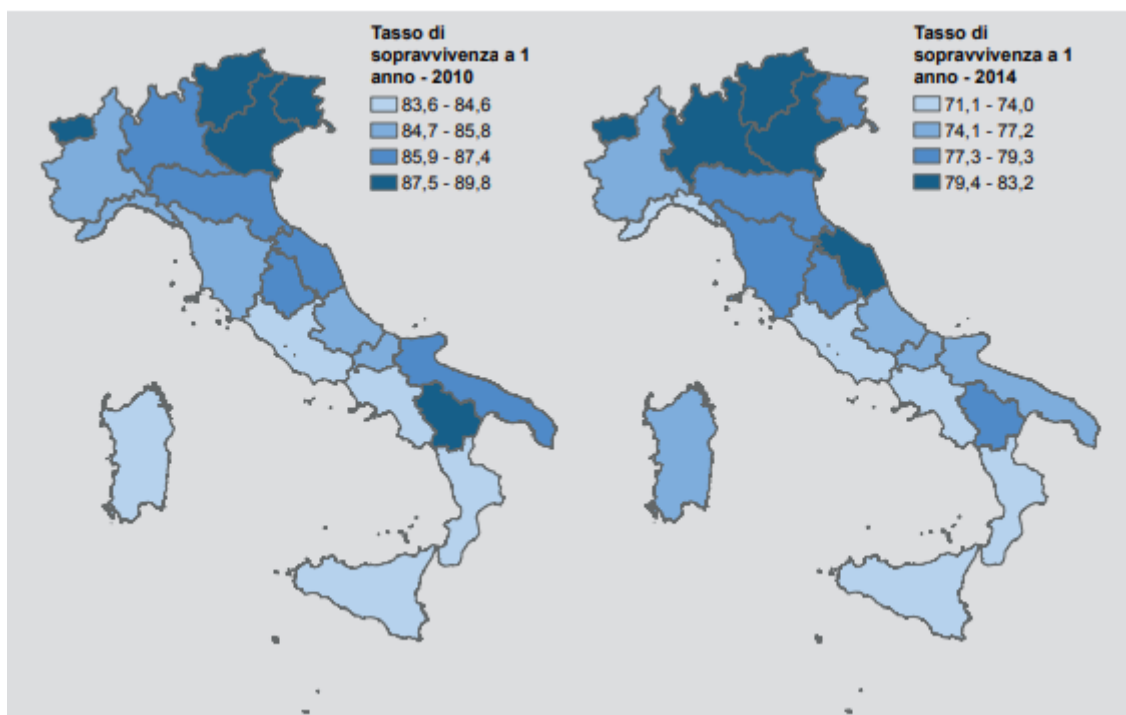 Tasso di
sopravvivenza a 1
anno - 2010
83,6 - 84,6
84,7 - 85,8
85,9 - 87,4
87,5 - 89,8
Tasso di
sopravvivenza a 1
anno - 2014
71,1 - 74,0
74,1 - 77,2
77,3 - 79,3
79,4 - 83,2